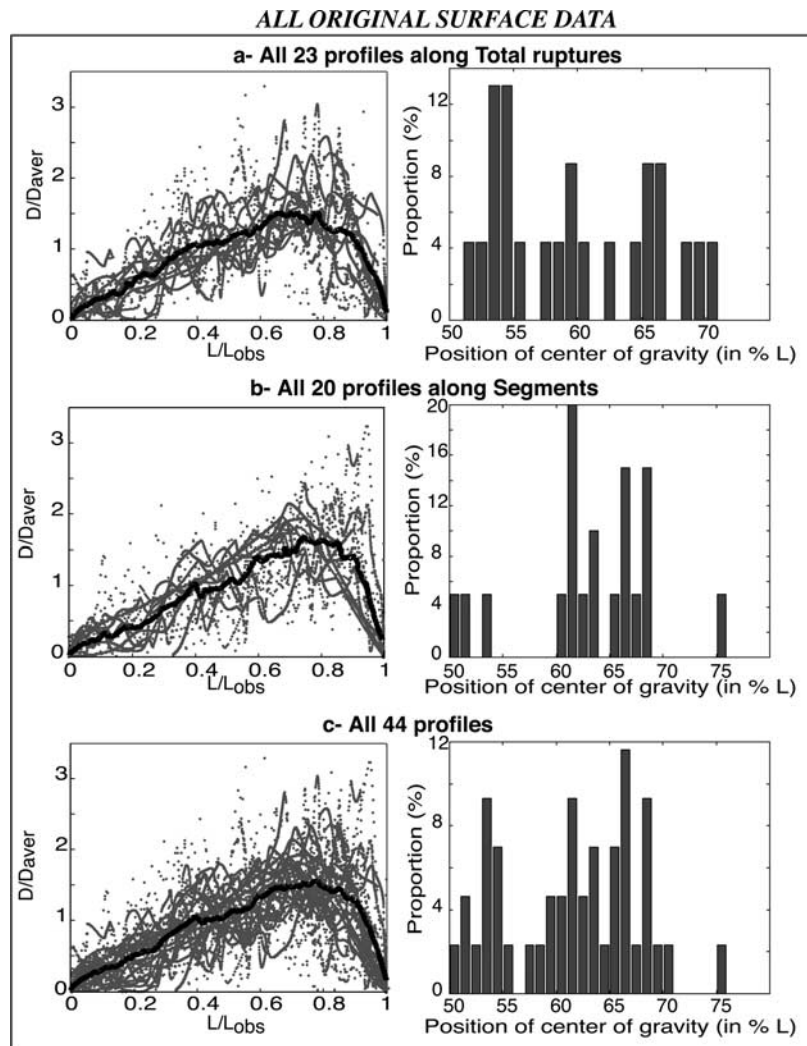 ALL ORIGINAL SURFACE DATA
a- All 23 profiles along Total ruptures
3
2
1
0
D/Daver
0 0.2 0.4 0.6 0.8 1
L/Lobs
12
8
4
0
Proportion (%)
50 55 60 65 70
Position of center of gravity (in % L)
b- All 20 profiles along Segments
3
2
1
0
D/Daver
0 0.2 0.4 0.6 0.8 1
L/Lobs
20
16
12
8
4
0
Proportion (%)
50 55 60 65 70 75
Position of center of gravity (in % L)
c- All 44 profiles
3
2
1
0
D/Daver
0 0.2 0.4 0.6 0.8 1
L/Lobs
12
8
4
0
Proportion (%)
50 55 60 65 70 75
Position of center of gravity (in % L)